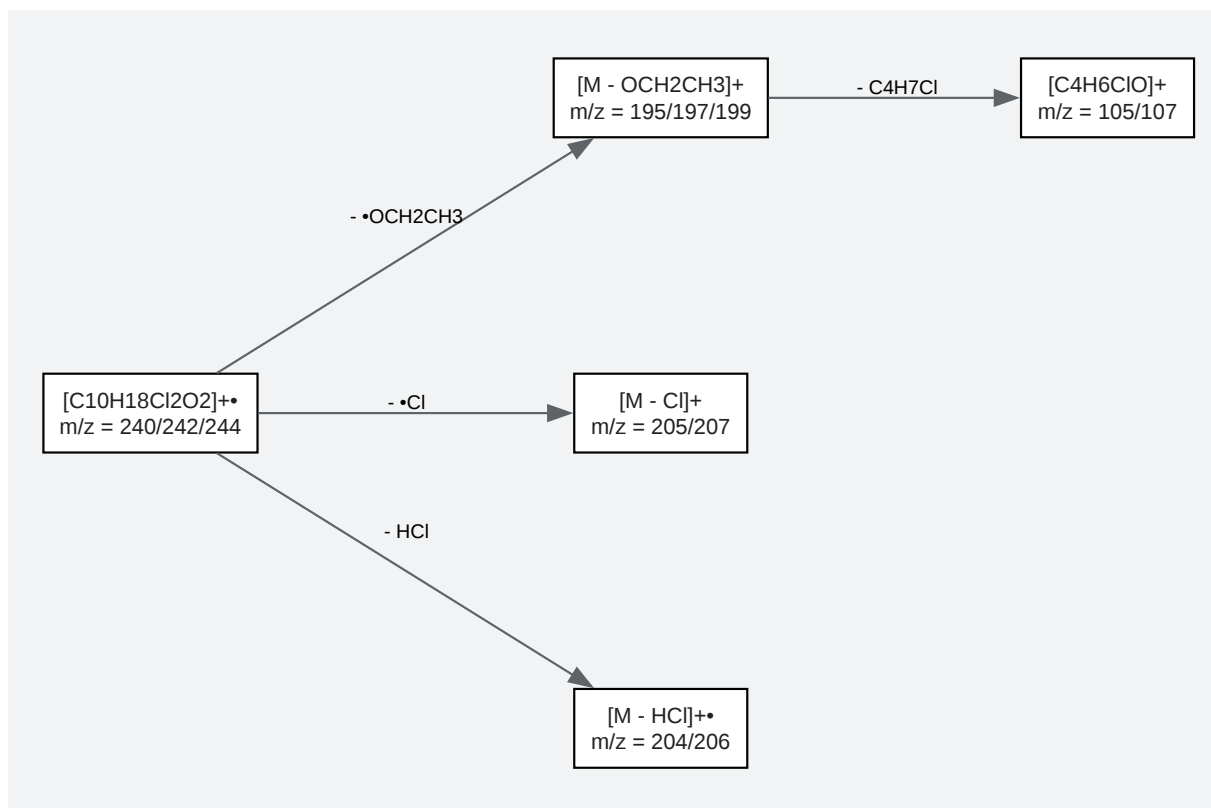 [M - OCH2CH3]+
m/z = 195/197/199
- C4H7Cl
[C4H6ClO]+
m/z = 105/107
- •OCH2CH3
[C10H18Cl2O2]+•
m/z = 240/242/244
- •Cl
[M - Cl]+
m/z = 205/207
- HCl
[M - HCl]+•
m/z = 204/206